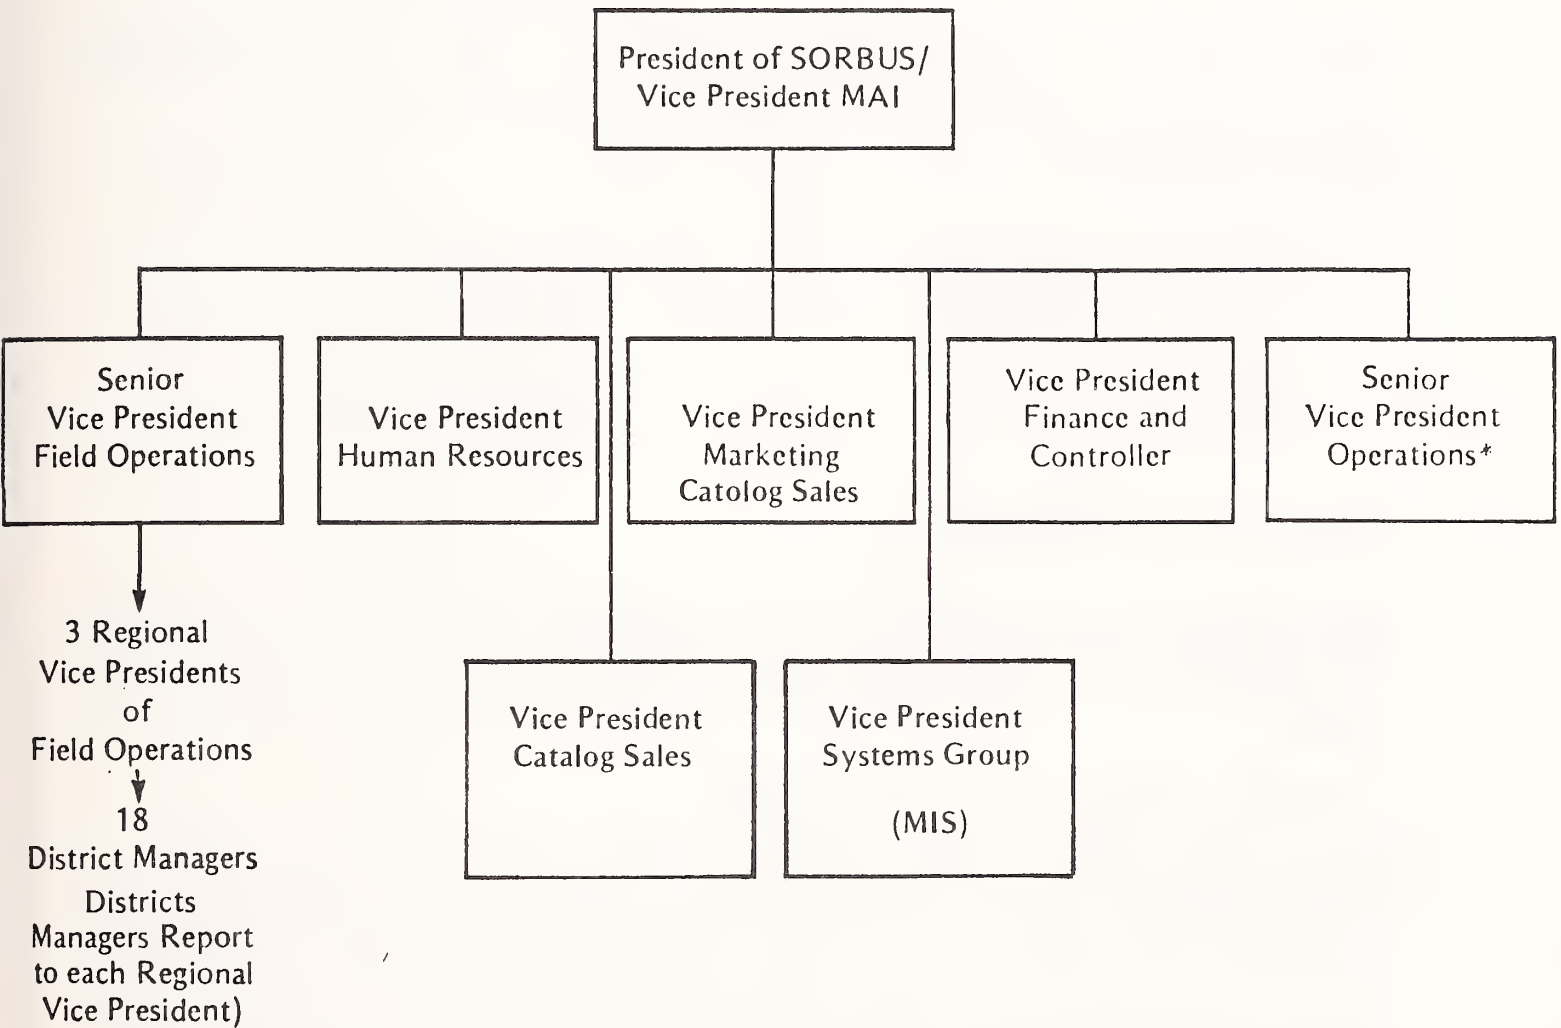 President of SORBUS/
Vice President MAI
Senior
Vice President
Field Operations
Vice President
Human Resources
Vice President
Marketing
Catolog Sales
Vice President
Finance and
Controller
Senior
Vice President
Operations*
3 Regional
Vice Presidents
of
Field Operations
18
District Managers
Districts
Managers Report
to each Regional
Vice President)
Vice President
Catalog Sales
Vice President
Systems Group
(MIS)